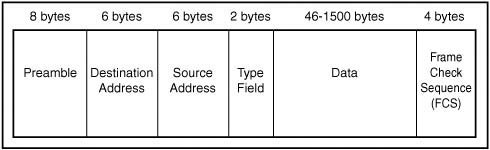 8 bytes 6 bytes 6 bytes 2 bytes 46-1500 bytes 4 bytes
Preamble
Destination
Address
Source
Address
Type
Field
Data
Frame
Check
Sequence
(FCS)